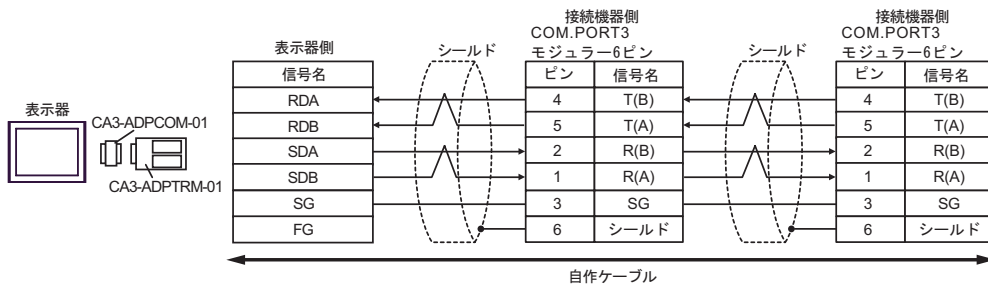 接続機器側
COM.PORT3
モジュラー6ピン
接続機器側
COM.PORT3
モジュラー6ピン
表示器側
シールド
シールド
信号名
ピン 信号名
ピン 信号名
RDA 4 T(B) 4 T(B)
RDB 5 T(A) 5 T(A)
SDA 2 R(B) 2 R(B)
SDB 1 R(A) 1 R(A)
SG 3 SG 3 SG
FG 6 シールド 6 シールド
表示器
CA3-ADPCOM-01
CA3-ADPTRM-01
自作ケーブル